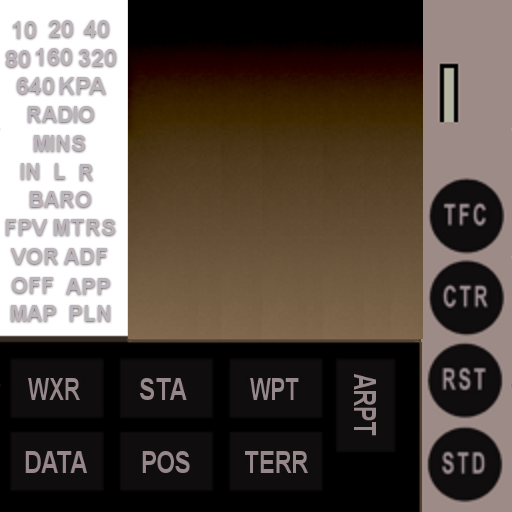 10 20 40
80 160 320
640 KPA
RADIO
MINS
IN L R
BARO
FPV MTRS
VOR ADF
OFF APP
MAP PLN
TFC
CTR
RST
STD
WXR STA WPT ARPT
DATA POS TERR